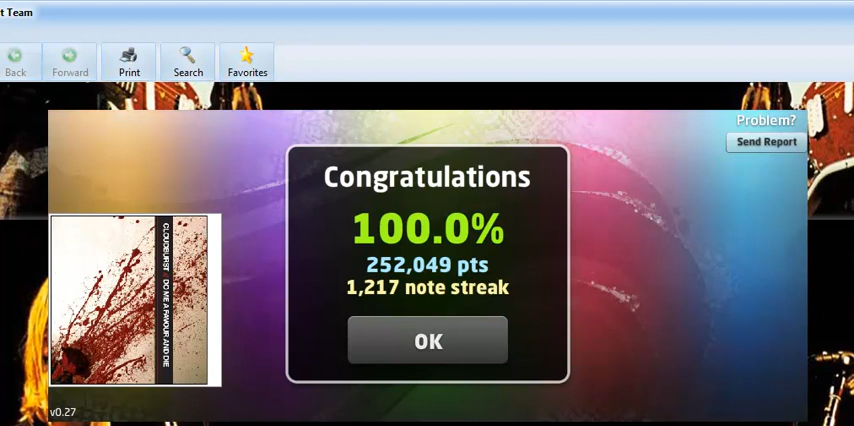 t Team
Back
Forward
Print
Search
Favorites
Problem?
Send Report
Congratulations
100.0%
252,049 pts
1,217 note streak
OK
CLOUDBURST // DO ME A FAVOUR AND DIE
v0.27